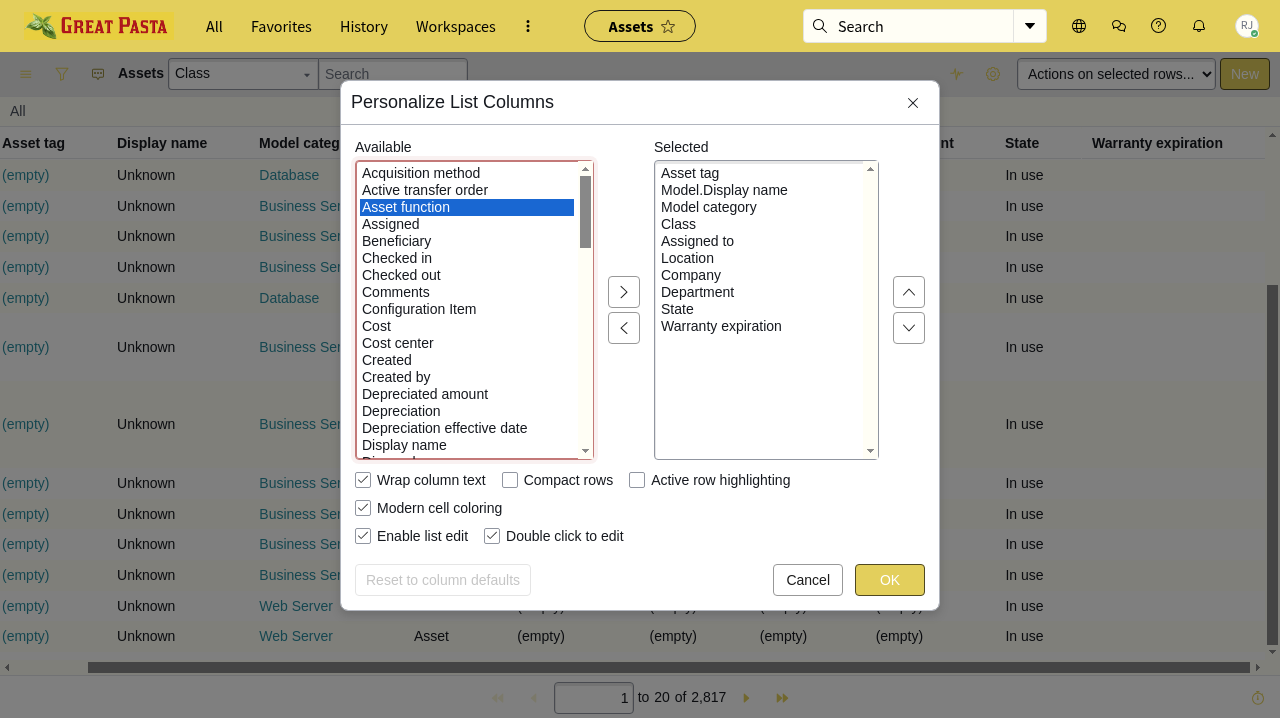 GREAT PASTA All Favorites History Workspaces Assets Search RJ
Assets Class Search Actions on selected rows... New
All
Personalize List Columns
Asset tag Display name Model categ nt State Warranty expiration
Available
Acquisition method
Active transfer order
Asset function
Assigned
Beneficiary
Checked in
Checked out
Comments
Configuration Item
Cost
Cost center
Created
Created by
Depreciated amount
Depreciation
Depreciation effective date
Display name
Selected
Asset tag
Model.Display name
Model category
Class
Assigned to
Location
Company
Department
State
Warranty expiration
Wrap column text Compact rows Active row highlighting
Modern cell coloring
Enable list edit Double click to edit
Reset to column defaults Cancel OK
(empty) Unknown Database In use
(empty) Unknown Business Ser In use
(empty) Unknown Business Ser In use
(empty) Unknown Business Ser In use
(empty) Unknown Database In use
(empty) Unknown Business Ser In use
(empty) Unknown Business Ser In use
(empty) Unknown Business Ser In use
(empty) Unknown Business Ser In use
(empty) Unknown Business Ser In use
(empty) Unknown Business Ser In use
(empty) Unknown Web Server In use
(empty) Unknown Web Server Asset (empty) (empty) (empty) (empty) In use
1 to 20 of 2,817